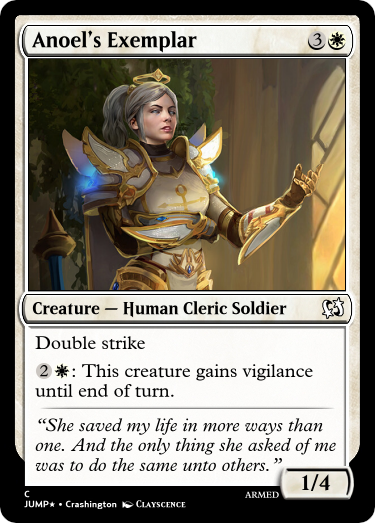 Anoel's Exemplar 3
Creature — Human Cleric Soldier
Double strike
2: This creature gains vigilance
until end of turn.
“She saved my life in more ways than
one. And the only thing she asked of me
was to do the same unto others.”
1/4
C ARMED
JUMP★ • Crashington CLAYSCENCE